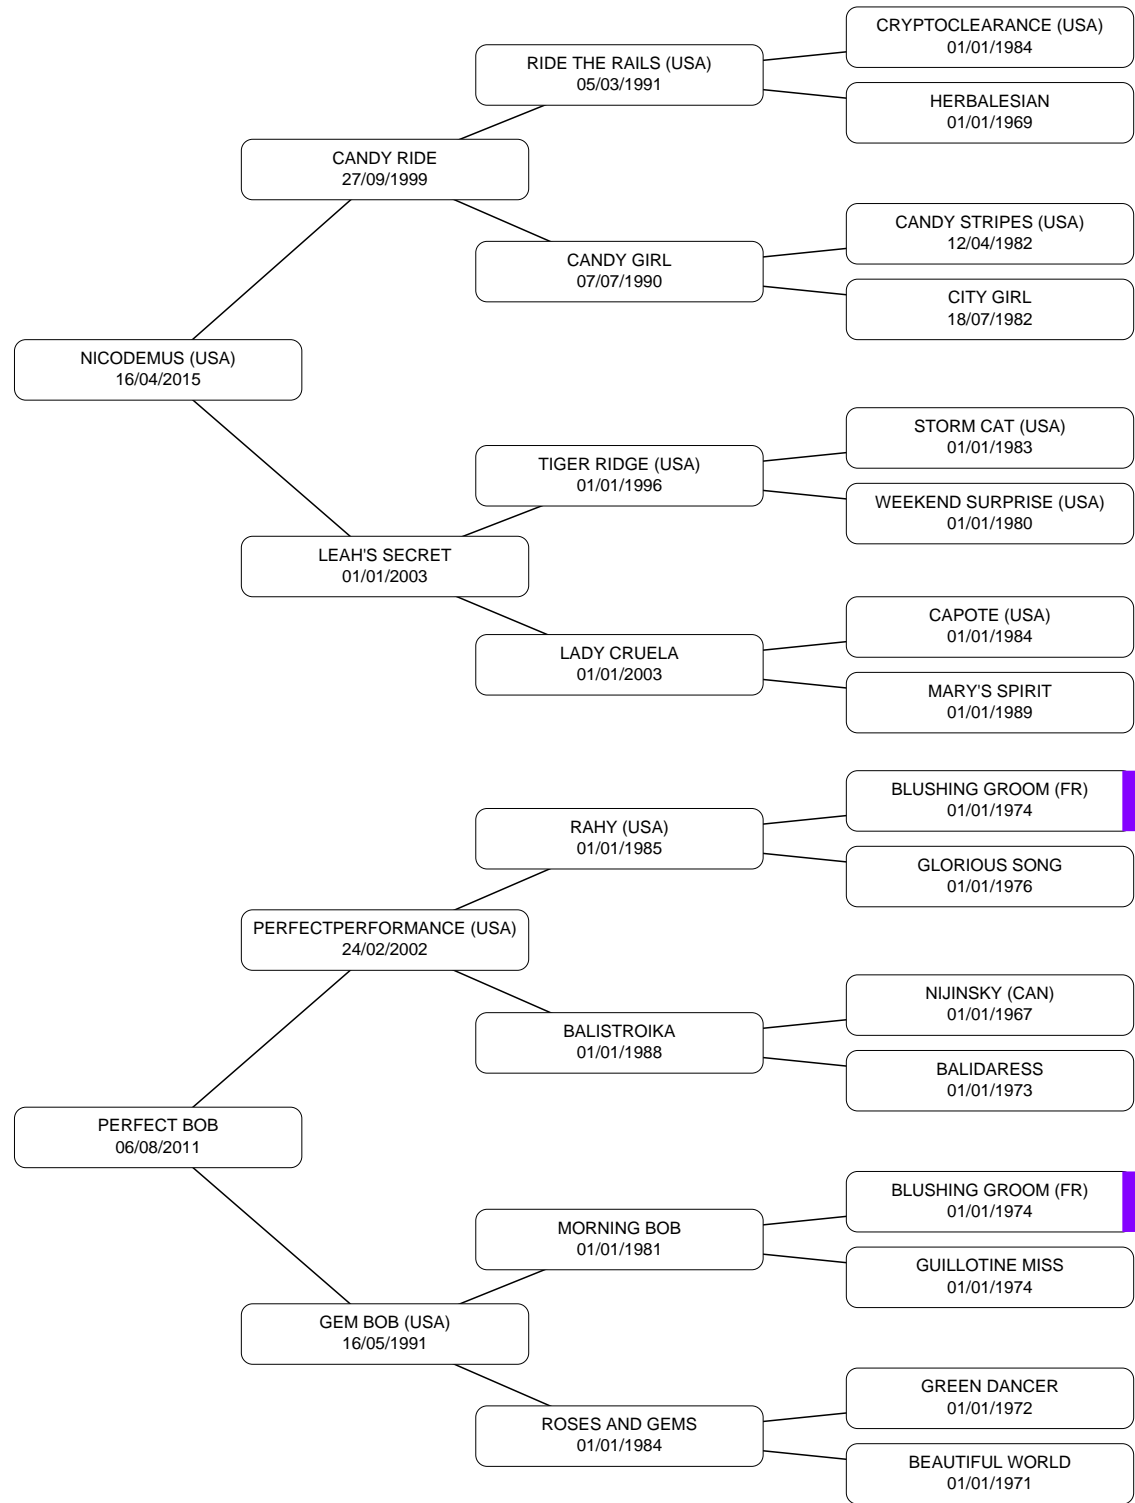 CRYPTOCLEARANCE (USA)
01/01/1984
RIDE THE RAILS (USA)
05/03/1991
HERBALESIAN
01/01/1969
CANDY RIDE
27/09/1999
CANDY STRIPES (USA)
12/04/1982
CANDY GIRL
07/07/1990
CITY GIRL
18/07/1982
NICODEMUS (USA)
16/04/2015
STORM CAT (USA)
01/01/1983
TIGER RIDGE (USA)
01/01/1996
WEEKEND SURPRISE (USA)
01/01/1980
LEAH'S SECRET
01/01/2003
CAPOTE (USA)
01/01/1984
LADY CRUELA
01/01/2003
MARY'S SPIRIT
01/01/1989
BLUSHING GROOM (FR)
01/01/1974
RAHY (USA)
01/01/1985
GLORIOUS SONG
01/01/1976
PERFECTPERFORMANCE (USA)
24/02/2002
NIJINSKY (CAN)
01/01/1967
BALISTROIKA
01/01/1988
BALIDARESS
01/01/1973
PERFECT BOB
06/08/2011
BLUSHING GROOM (FR)
01/01/1974
MORNING BOB
01/01/1981
GUILLOTINE MISS
01/01/1974
GEM BOB (USA)
16/05/1991
GREEN DANCER
01/01/1972
ROSES AND GEMS
01/01/1984
BEAUTIFUL WORLD
01/01/1971